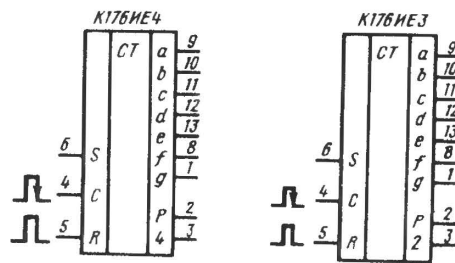 К176ИЕ4
CT
a 9
b 10
c 11
d 12
e 13
f 8
g 1
P 2
4 3
6 S
4 C
5 R
К176ИЕ3
CT
a 9
b 10
c 11
d 12
e 13
f 8
g 1
P 2
2 3
6 S
4 C
5 R